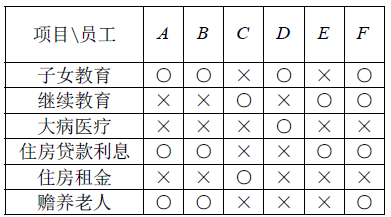 项目\员工 A B C D E F
子女教育 ○ ○ × ○ × ○
继续教育 × × ○ × ○ ○
大病医疗 × × × ○ × ×
住房贷款利息 ○ ○ × × ○ ○
住房租金 × × ○ × × ×
赡养老人 ○ ○ × × × ○